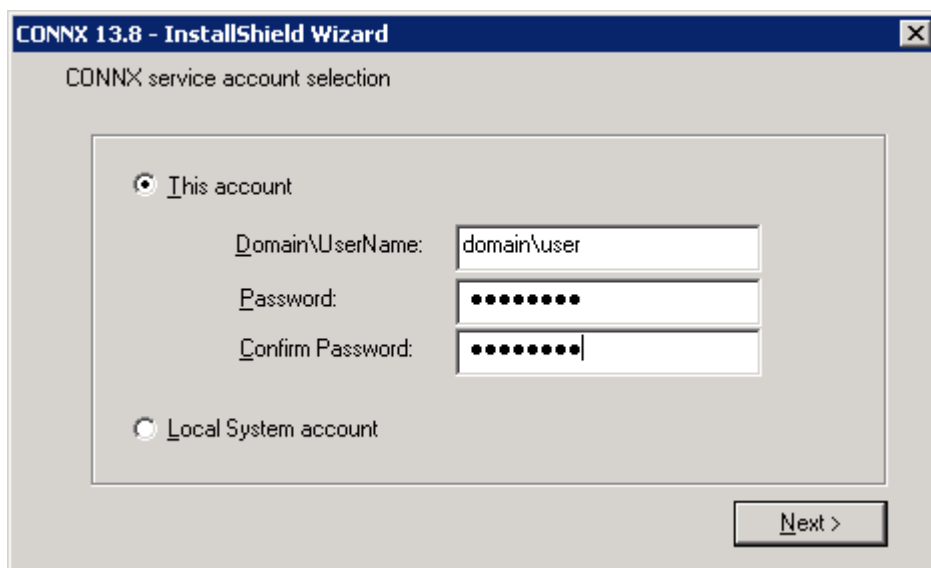 CONNX 13.8 - InstallShield Wizard
CONNX service account selection
This account
Domain\UserName: domain\user
Password: ●●●●●●●●
Confirm Password: ●●●●●●●●
Local System account
Next >